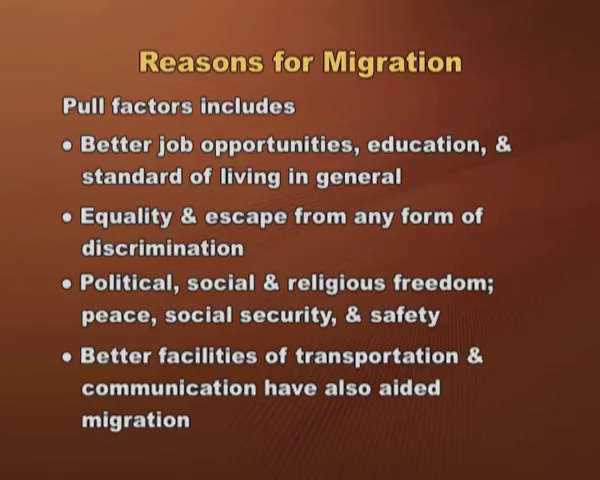 Reasons for Migration
Pull factors includes
• Better job opportunities, education, &
standard of living in general
• Equality & escape from any form of
discrimination
• Political, social & religious freedom;
peace, social security, & safety
• Better facilities of transportation &
communication have also aided
migration